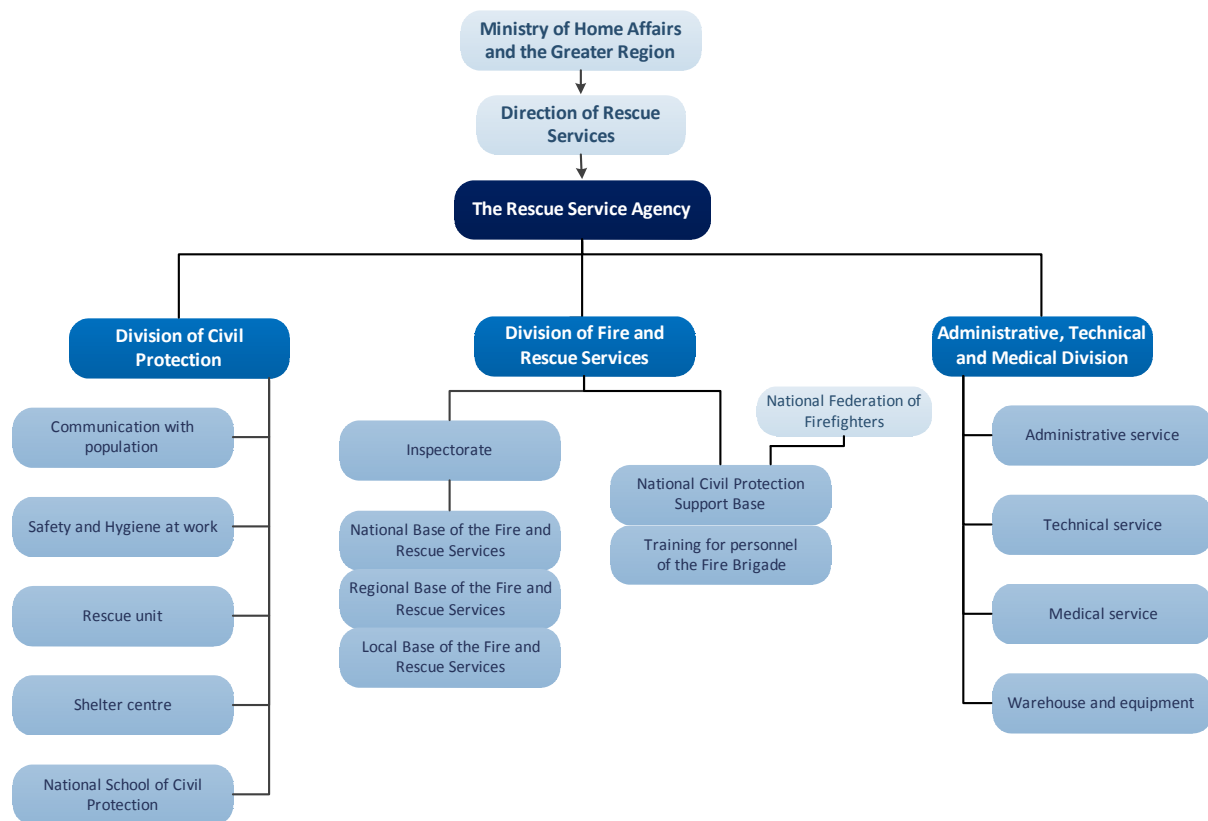 Ministry of Home Affairs
and the Greater Region
Direction of Rescue
Services
The Rescue Service Agency
Division of Civil
Protection
Communication with
population
Safety and Hygiene at work
Rescue unit
Shelter centre
National School of Civil
Protection
Division of Fire and
Rescue Services
Inspectorate
National Base of the Fire and
Rescue Services
Regional Base of the Fire and
Rescue Services
Local Base of the Fire and
Rescue Services
National Federation of
Firefighters
National Civil Protection
Support Base
Training for personnel
of the Fire Brigade
Administrative, Technical
and Medical Division
Administrative service
Technical service
Medical service
Warehouse and equipment